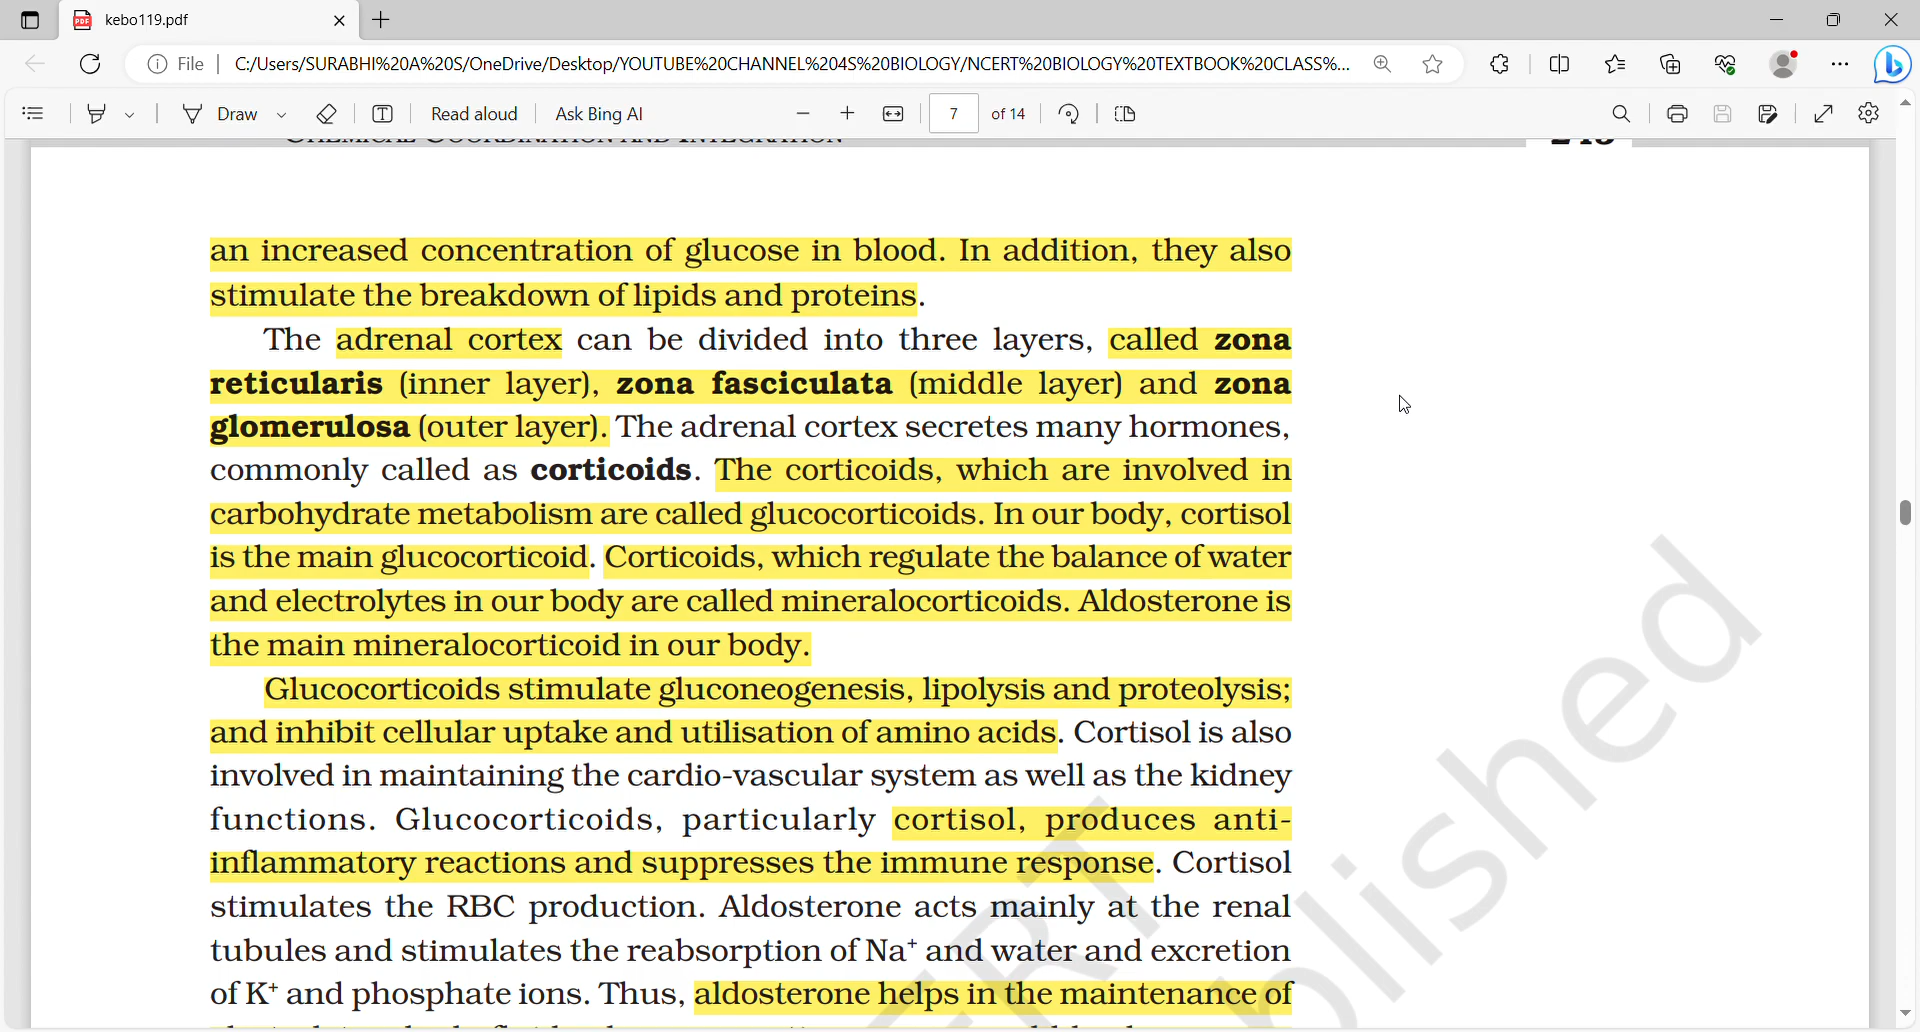 kebo119.pdf
File
C:/Users/SURABHI%20A%20S/OneDrive/Desktop/YOUTUBE%20CHANNEL%204S%20BIOLOGY/NCERT%20BIOLOGY%20TEXTBOOK%20CLASS%...
Draw
Read aloud
Ask Bing AI
7 of 14
CHEMICAL COORDINATION AND INTEGRATION
an increased concentration of glucose in blood. In addition, they also
stimulate the breakdown of lipids and proteins.
The adrenal cortex can be divided into three layers, called zona
reticularis (inner layer), zona fasciculata (middle layer) and zona
glomerulosa (outer layer). The adrenal cortex secretes many hormones,
commonly called as corticoids. The corticoids, which are involved in
carbohydrate metabolism are called glucocorticoids. In our body, cortisol
is the main glucocorticoid. Corticoids, which regulate the balance of water
and electrolytes in our body are called mineralocorticoids. Aldosterone is
the main mineralocorticoid in our body.
Glucocorticoids stimulate gluconeogenesis, lipolysis and proteolysis;
and inhibit cellular uptake and utilisation of amino acids. Cortisol is also
involved in maintaining the cardio-vascular system as well as the kidney
functions. Glucocorticoids, particularly cortisol, produces anti-
inflammatory reactions and suppresses the immune response. Cortisol
stimulates the RBC production. Aldosterone acts mainly at the renal
tubules and stimulates the reabsorption of Na⁺ and water and excretion
of K⁺ and phosphate ions. Thus, aldosterone helps in the maintenance of